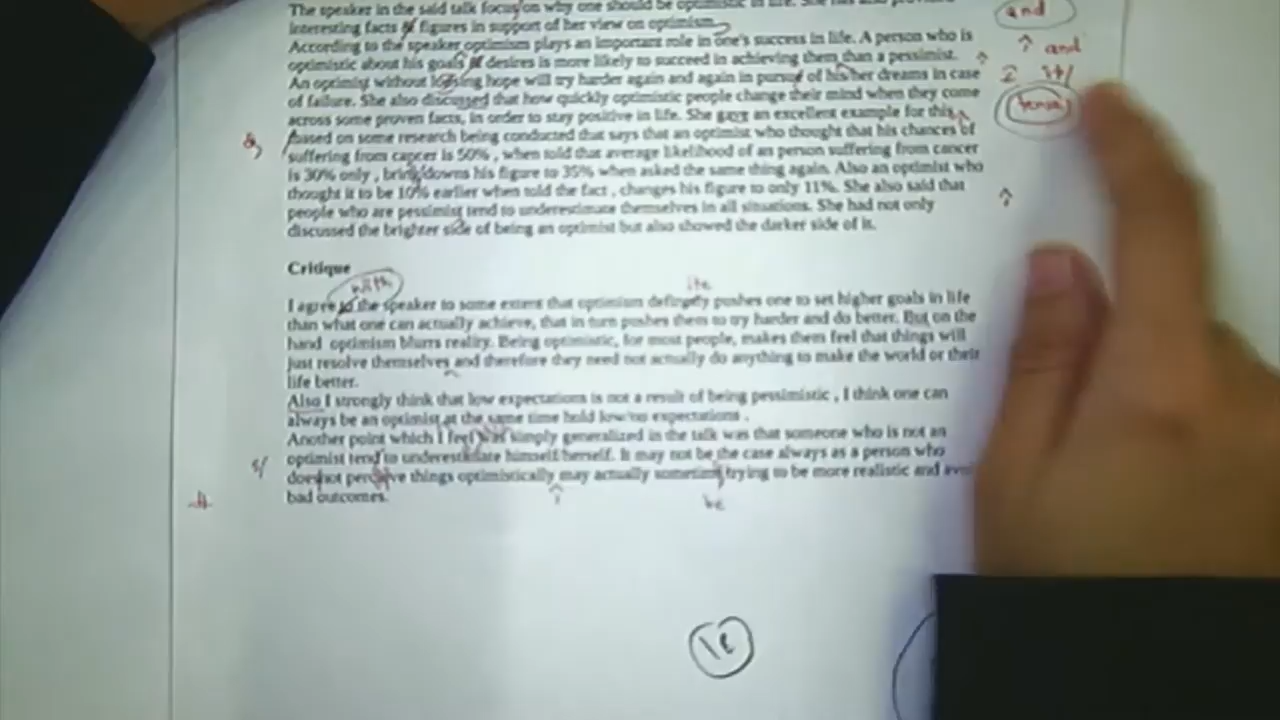 The speaker in the said talk focus on why one should be optimistic in life. She has also
and
interesting facts figures in support of her view on optimism.
According to the speaker optimism plays an important role in one's success in life. A person who is
and
optimistic about his goals desires is more likely to succeed in achieving them than a pessimist.
An optimist without loosing hope will try harder again and again in pursue of his her dreams in case
of failure. She also discussed that how quickly optimistic people change their mind when they come
across some proven facts, in order to stay positive in life. She gave an excellent example for this,
tense
based on some research being conducted that says that an optimist who thought that his chances of
suffering from cancer is 50% , when told that average likelihood of an person suffering from cancer
is 30% only , bring downs his figure to 35% when asked the same thing again. Also an optimist who
thought it to be 10% earlier when told the fact , changes his figure to only 11%. She also said that
people who are pessimist tend to underestimate themselves in all situations. She had not only
discussed the brighter side of being an optimist but also showed the darker side of it.
Critique
with
ite
I agree to the speaker to some extent that optimism definetly pushes one to set higher goals in life
than what one can actually achieve, that in turn pushes them to try harder and do better. But on the
hand optimism blurrs reality. Being optimistic, for most people, makes them feel that things will
just resolve themselves and therefore they need not actually do anything to make the world or their
life better.
Also I strongly think that low expectations is not a result of being pessimistic , I think one can
always be an optimist at the same time hold low/no expectations .
Another point which I feel was simply generalized in the talk was that someone who is not an
s/ optimist tend to underestimate himself/herself. It may not be the case always as a person who
does not perceive things optimistically may actually sometimes trying to be more realistic and
bad outcomes.
be
18